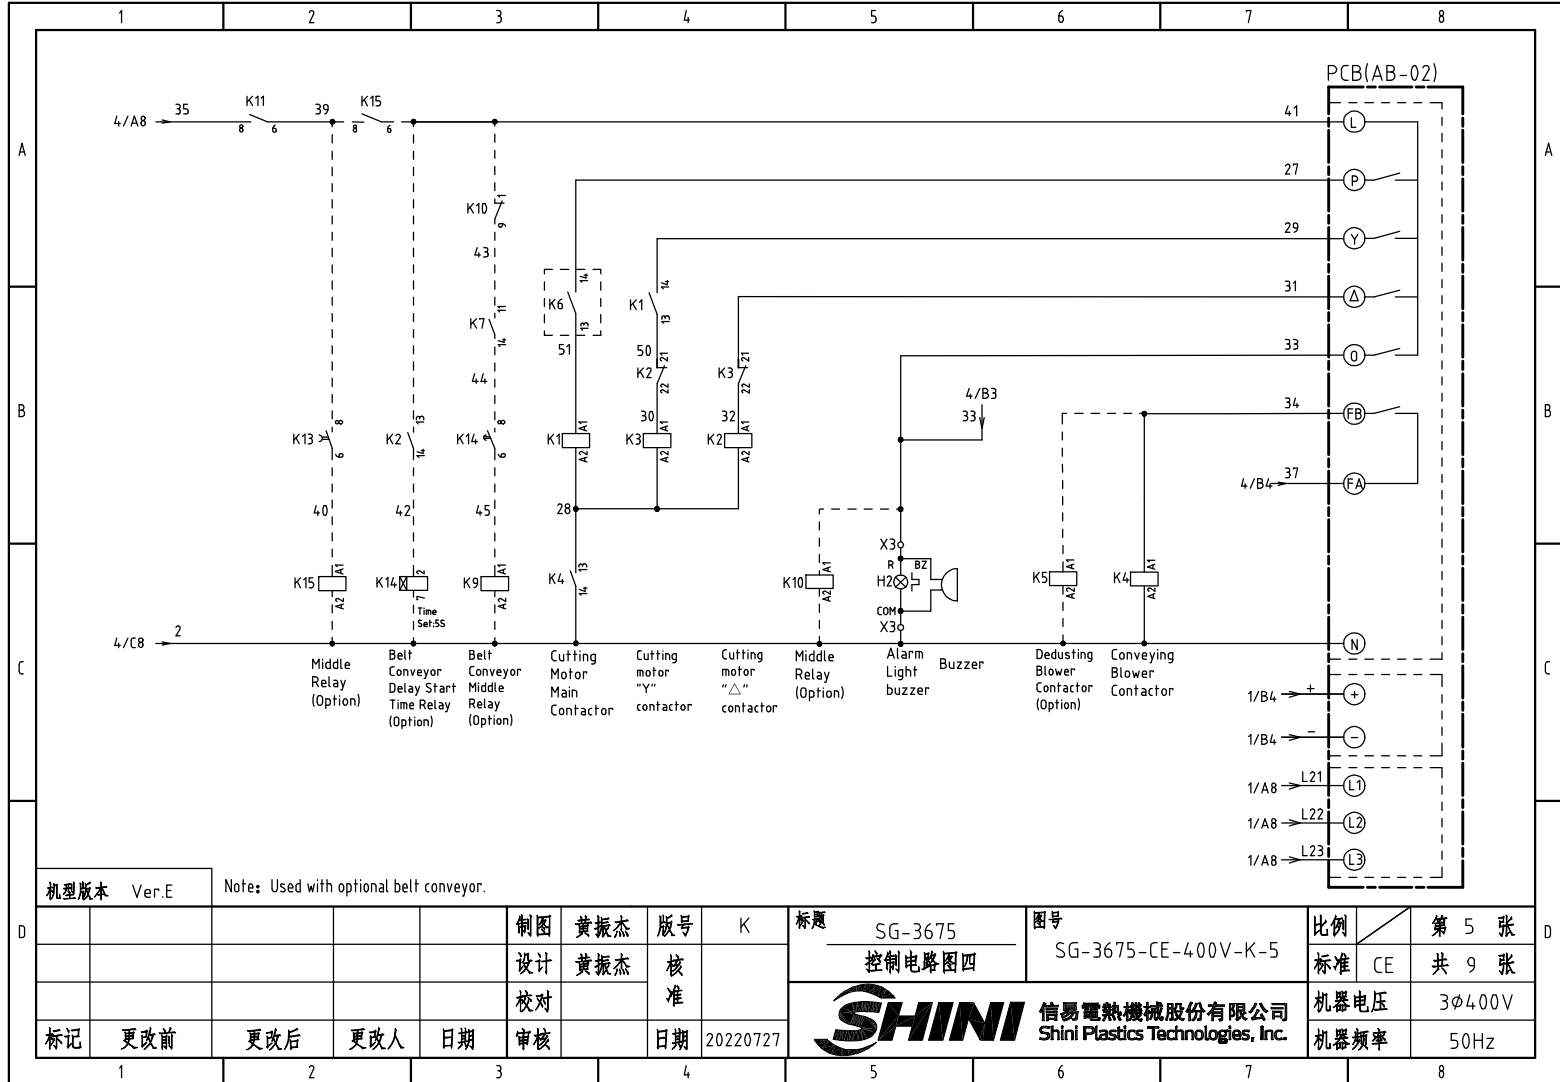 1 2 3 4 5 6 7 8
PCB(AB-02)
4/A8 35 K11 39 K15 41 L
8 6 8 6
A A
27 P
K10 1 9
43
29 Y
14 K6 13
K1 14 13
31 Δ
K7 11 14
51 50
33 0
K2 21 22
K3 21 22
44
4/B3
33
B B
30 32
34 FB
K13 8 6
K2 13 14
K14 8 6
K1 A1 A2
K3 A1 A2
K2 A1 A2
4/B4 37 FA
40 42 45 28
X3
R BZ
K15 A1 A2
K14 2 7
K9 A1 A2
K4 13 14
K10 A1 A2
H2
K5 A1 A2
K4 A1 A2
Time
Set:5S
COM
X3
4/C8 2 N
C C
Middle
Relay
(Option)
Belt
Conveyor
Delay Start
Time Relay
(Option)
Belt
Conveyor
Middle
Relay
(Option)
Cutting
Motor
Main
Contactor
Cutting
motor
"Y"
contactor
Cutting
motor
"△"
contactor
Middle
Relay
(Option)
Alarm
Light
buzzer
Buzzer
Dedusting
Blower
Contactor
(Option)
Conveying
Blower
Contactor
1/B4 + +
1/B4 - -
1/A8 L21 L1
1/A8 L22 L2
1/A8 L23 L3
机型版本 Ver.E
Note: Used with optional belt conveyor.
D D
制图 黄振杰 版号 K
设计 黄振杰 核准
校对
标记 更改前 更改后 更改人 日期 审核 日期 20220727
标题 SG-3675
控制电路图四
图号
SG-3675-CE-400V-K-5
比例 第 5 张
标准 CE 共 9 张
机器电压 3Φ400V
机器频率 50Hz
SHINI 信易電熱機械股份有限公司
Shini Plastics Technologies, Inc.
1 2 3 4 5 6 7 8